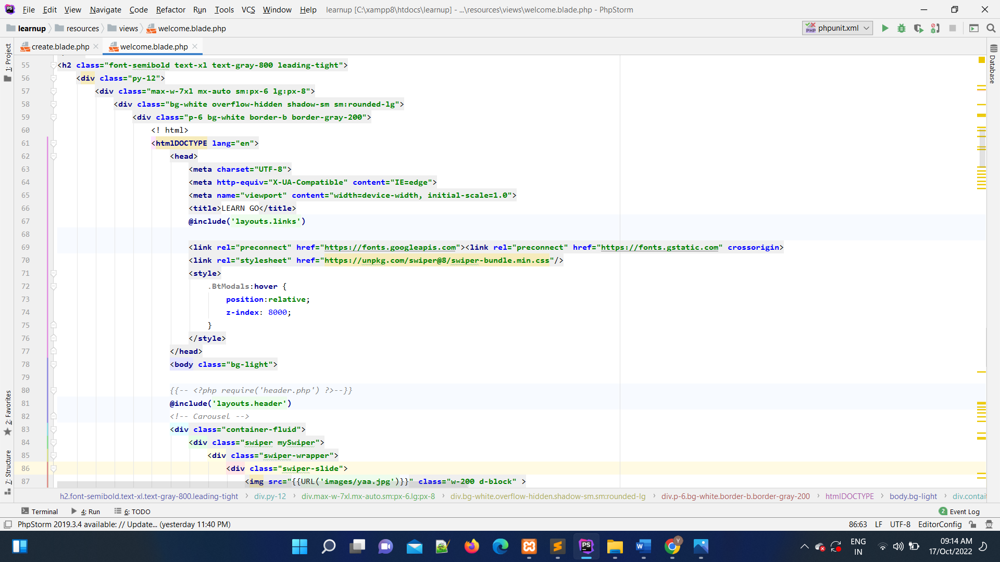 File Edit View Navigate Code Refactor Run Tools VCS Window Help learnup [C:\xampp8\htdocs\learnup] - ...\resources\views\welcome.blade.php - PhpStorm
learnup resources views welcome.blade.php phpunit.xml
create.blade.php welcome.blade.php
1: Project
Database
55 <h2 class="font-semibold text-xl text-gray-800 leading-tight">
56 <div class="py-12">
57 <div class="max-w-7xl mx-auto sm:px-6 lg:px-8">
58 <div class="bg-white overflow-hidden shadow-sm sm:rounded-lg">
59 <div class="p-6 bg-white border-b border-gray-200">
60 <! html>
61 <htmlDOCTYPE lang="en">
62 <head>
63 <meta charset="UTF-8">
64 <meta http-equiv="X-UA-Compatible" content="IE=edge">
65 <meta name="viewport" content="width=device-width, initial-scale=1.0">
66 <title>LEARN GO</title>
67 @include('layouts.links')
68
69 <link rel="preconnect" href="https://fonts.googleapis.com"><link rel="preconnect" href="https://fonts.gstatic.com" crossorigin>
70 <link rel="stylesheet" href="https://unpkg.com/swiper@8/swiper-bundle.min.css"/>
71 <style>
72 .BtModals:hover {
73 position:relative;
74 z-index: 8000;
75 }
76 </style>
77 </head>
78 <body class="bg-light">
79
80 {{-- <?php require('header.php') ?>--}}
81 @include('layouts.header')
82 <!-- Carousel -->
83 <div class="container-fluid">
84 <div class="swiper mySwiper">
85 <div class="swiper-wrapper">
86 <div class="swiper-slide">
87 <img src="{{URL('images/yaa.jpg')}}" class="w-200 d-block" >
2: Favorites
7: Structure
h2.font-semibold.text-xl.text-gray-800.leading-tight div.py-12 div.max-w-7xl.mx-auto.sm:px-6.lg:px-8 div.bg-white.overflow-hidden.shadow-sm.sm:rounded-lg div.p-6.bg-white.border-b.border-gray-200 htmlDOCTYPE body.bg-light div.contai
Terminal 4: Run 6: TODO 2 Event Log
PhpStorm 2019.3.4 available: // Update... (yesterday 11:40 PM) 86:63 LF UTF-8 EditorConfig
ENG 09:14 AM
IN 17/Oct/2022